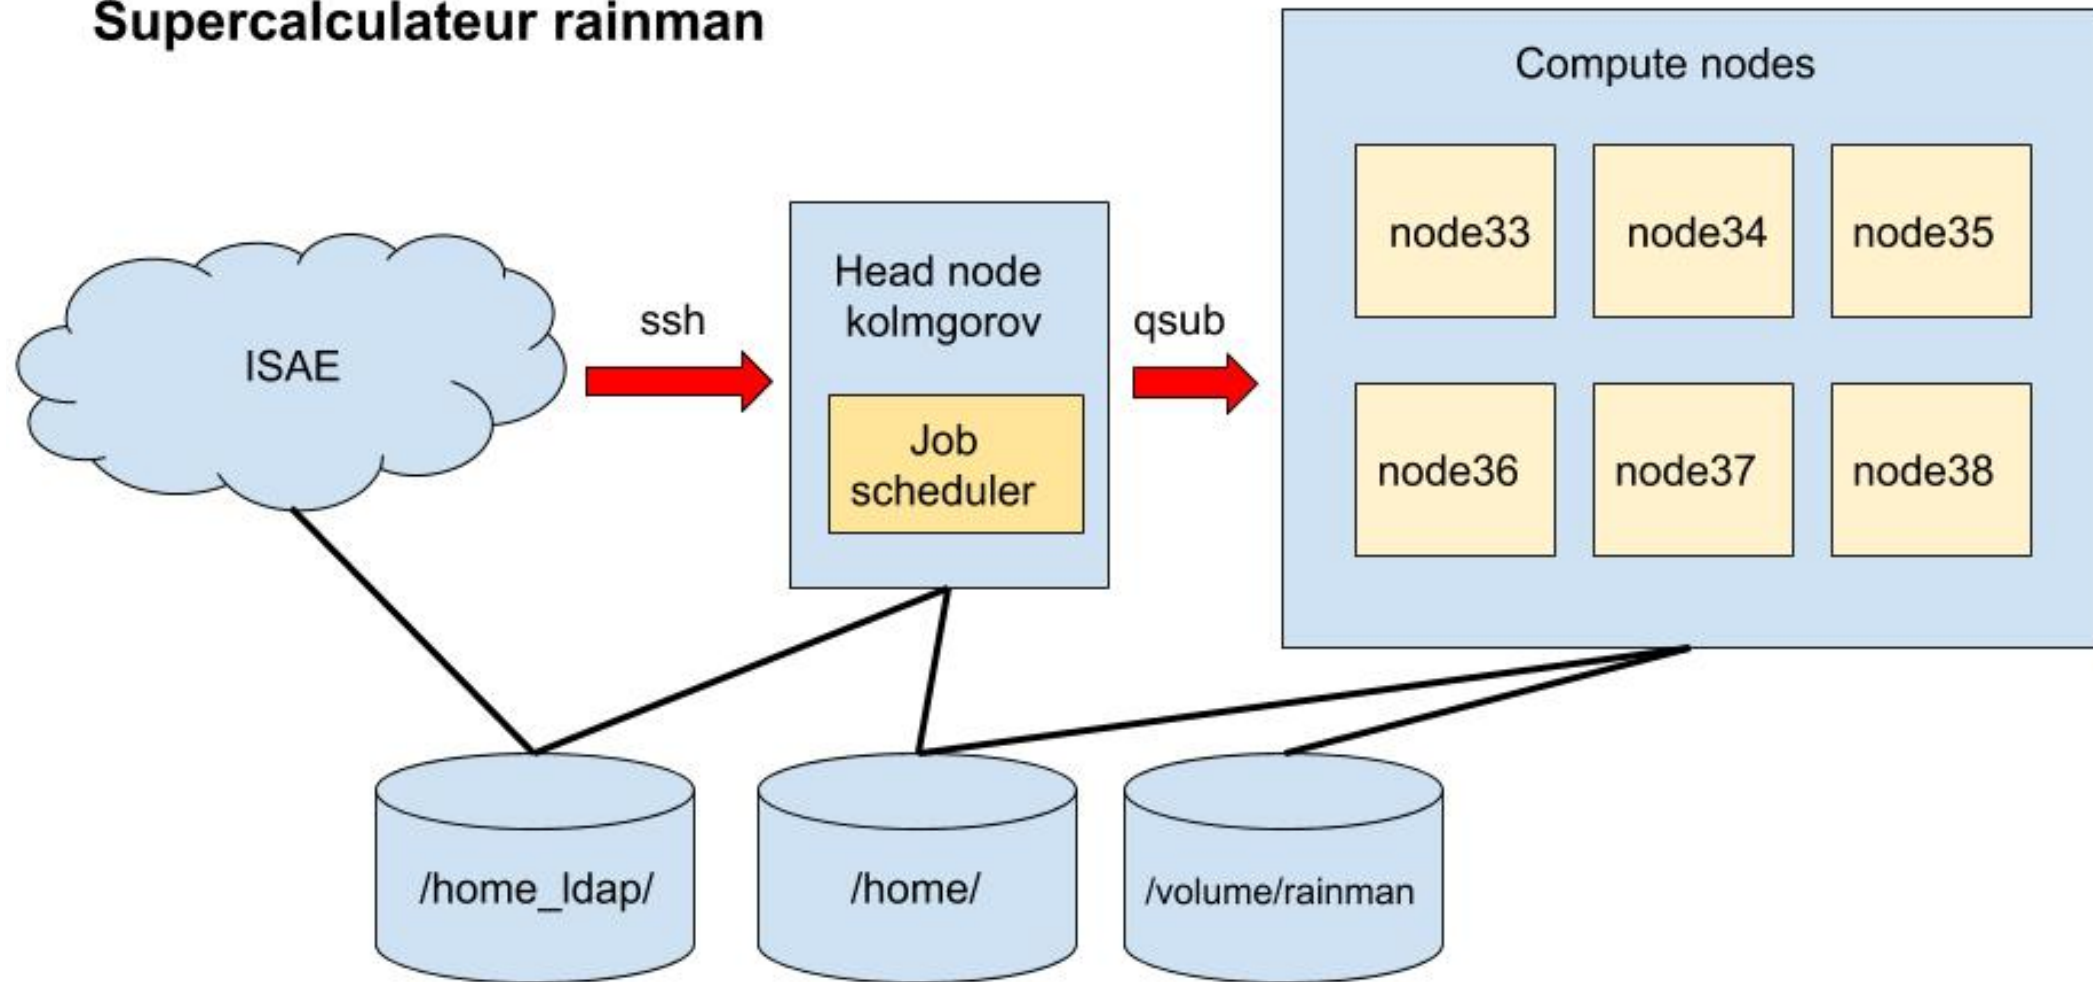 Supercalculateur rainman
Compute nodes
node33
node34
node35
Head node
kolmgorov
ssh
qsub
ISAE
Job
scheduler
node36
node37
node38
/home_ldap/
/home/
/volume/rainman